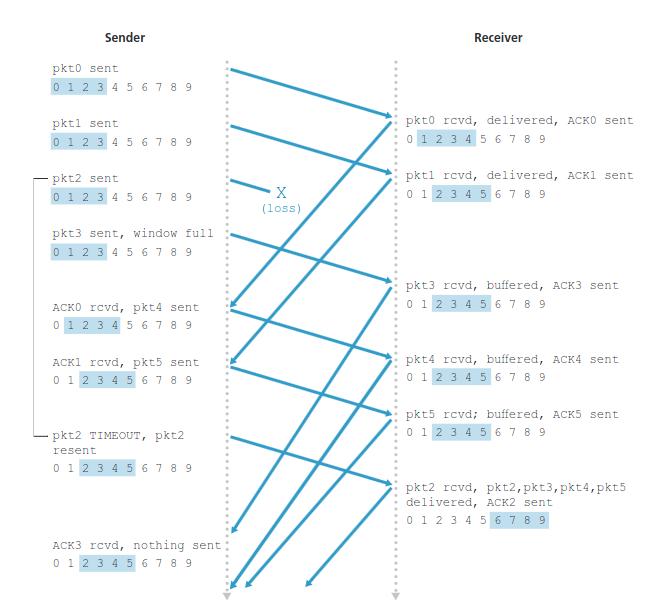 Sender
Receiver
pkt0 sent
0 1 2 3 4 5 6 7 8 9
pkt0 rcvd, delivered, ACK0 sent
0 1 2 3 4 5 6 7 8 9
pkt1 sent
0 1 2 3 4 5 6 7 8 9
pkt1 rcvd, delivered, ACK1 sent
0 1 2 3 4 5 6 7 8 9
pkt2 sent
0 1 2 3 4 5 6 7 8 9
X
(loss)
pkt3 sent, window full
0 1 2 3 4 5 6 7 8 9
pkt3 rcvd, buffered, ACK3 sent
0 1 2 3 4 5 6 7 8 9
ACK0 rcvd, pkt4 sent
0 1 2 3 4 5 6 7 8 9
pkt4 rcvd, buffered, ACK4 sent
0 1 2 3 4 5 6 7 8 9
ACK1 rcvd, pkt5 sent
0 1 2 3 4 5 6 7 8 9
pkt5 rcvd; buffered, ACK5 sent
0 1 2 3 4 5 6 7 8 9
pkt2 TIMEOUT, pkt2
resent
0 1 2 3 4 5 6 7 8 9
pkt2 rcvd, pkt2,pkt3,pkt4,pkt5
delivered, ACK2 sent
0 1 2 3 4 5 6 7 8 9
ACK3 rcvd, nothing sent
0 1 2 3 4 5 6 7 8 9